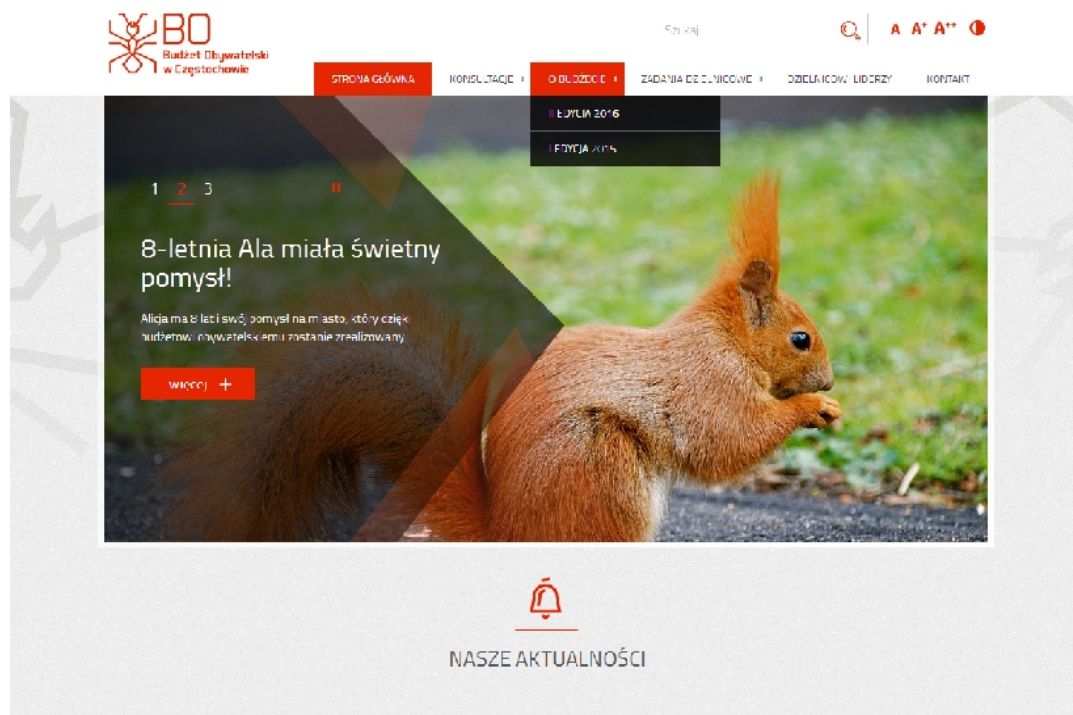 BO
Budżet Obywatelski
w Częstochowie
Szukaj
A A+ A++
STRONA GŁÓWNA KONSULTACJE + O BUDŻECIE + ZADANIA DZIELNICOWE + DZIELNICOWI LIDERZY KONTAKT
II EDYCJA 2016
I EDYCJA 2015
1 2 3
8-letnia Ala miała świetny
pomysł!
Alicja ma 8 lat i swój pomysł na miasto, który dzięki
budżetowi obywatelskiemu zostanie zrealizowany
więcej +
NASZE AKTUALNOŚCI